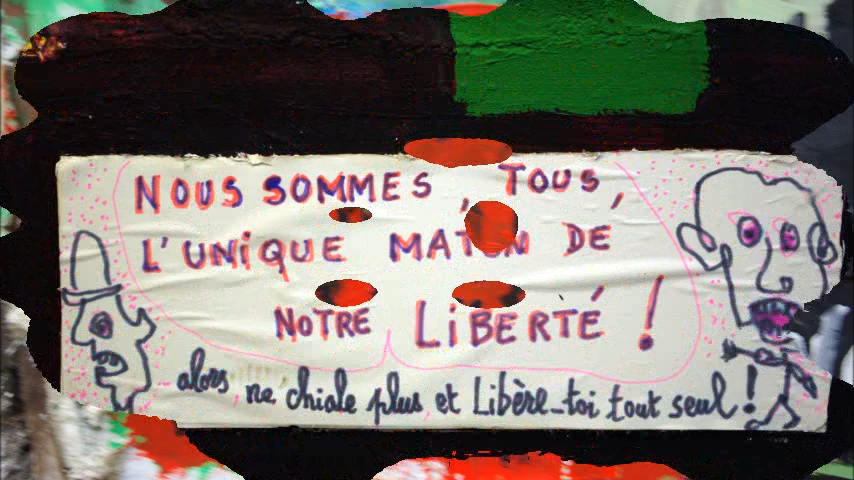 NOUS SOMMES, TOUS,
L'UNiQUE MATON DE
NOTRE LiBERTÉ !
alors, ne chiale plus, et Libère-toi tout seul !